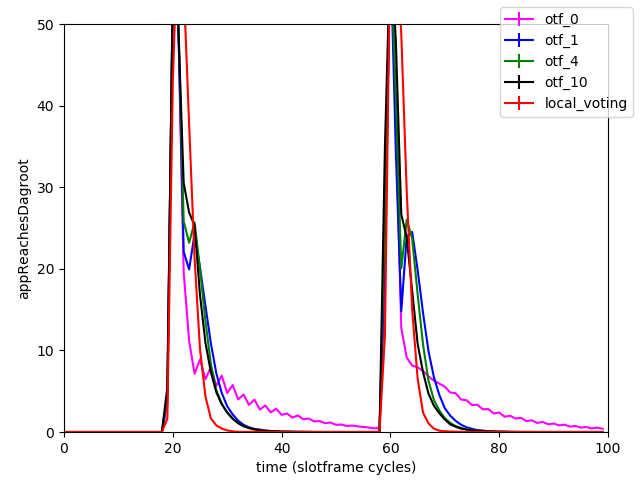 otf_0
otf_1
otf_4
otf_10
local_voting
50
40
30
20
10
0
appReachesDagroot
0 20 40 60 80 100
time (slotframe cycles)